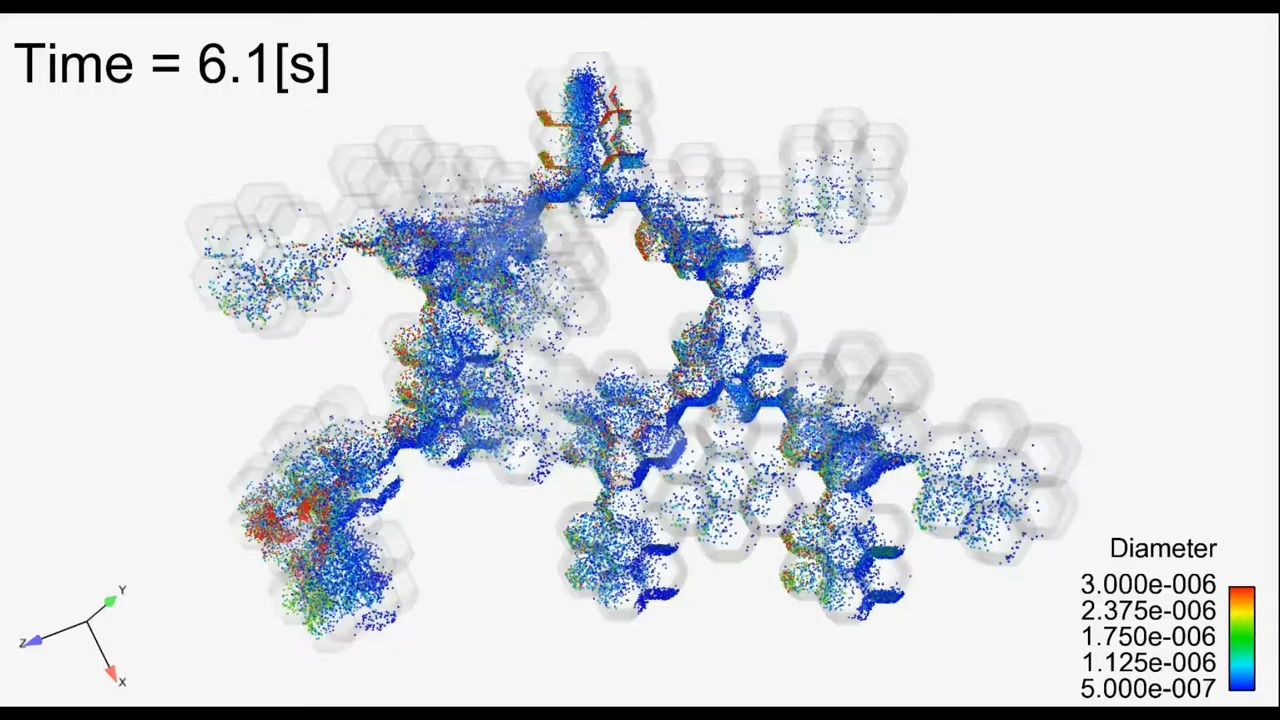 Time = 6.1[s]
Diameter
3.000e-006
2.375e-006
1.750e-006
1.125e-006
5.000e-007
Y
Z
X